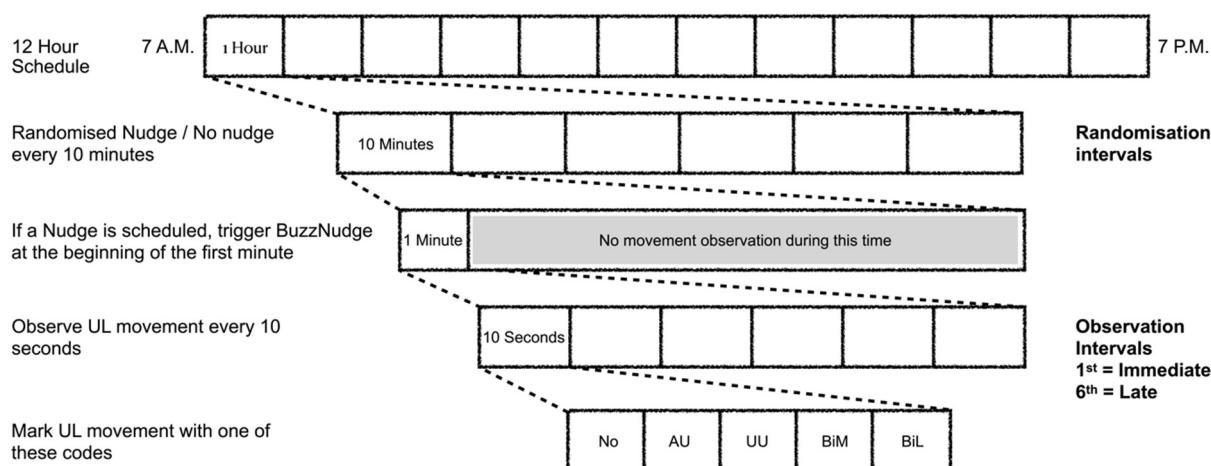 12 Hour
Schedule
7 A.M.
1 Hour
7 P.M.
Randomised Nudge / No nudge
every 10 minutes
10 Minutes
Randomisation
intervals
If a Nudge is scheduled, trigger BuzzNudge
at the beginning of the first minute
1 Minute
No movement observation during this time
Observe UL movement every 10
seconds
10 Seconds
Observation
Intervals
1st = Immediate
6th = Late
Mark UL movement with one of
these codes
No
AU
UU
BiM
BiL